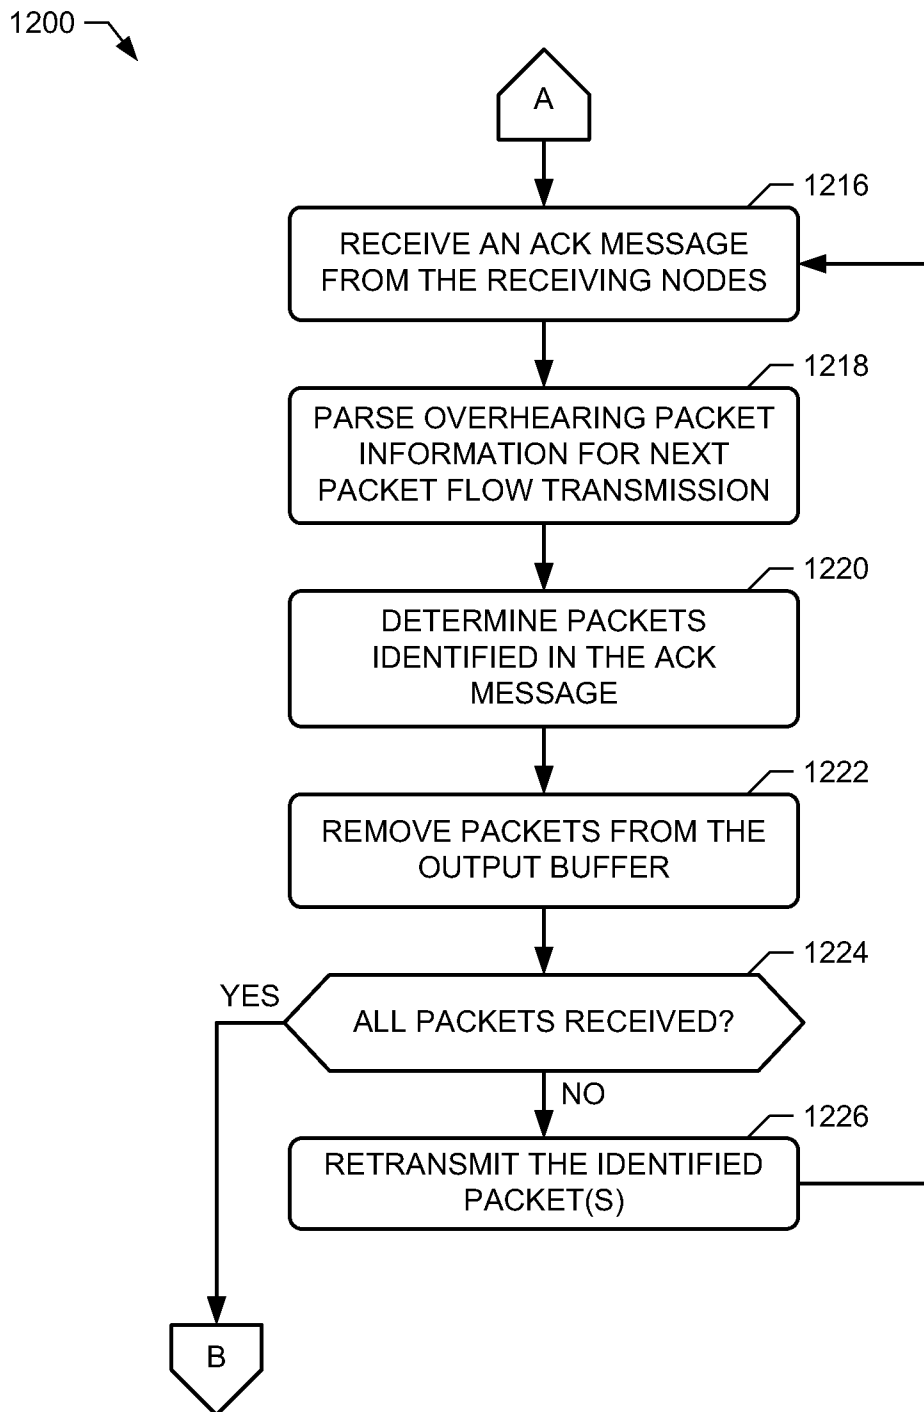 1200
A
1216
RECEIVE AN ACK MESSAGE
FROM THE RECEIVING NODES
1218
PARSE OVERHEARING PACKET
INFORMATION FOR NEXT
PACKET FLOW TRANSMISSION
1220
DETERMINE PACKETS
IDENTIFIED IN THE ACK
MESSAGE
1222
REMOVE PACKETS FROM THE
OUTPUT BUFFER
1224
YES
ALL PACKETS RECEIVED?
NO
1226
RETRANSMIT THE IDENTIFIED
PACKET(S)
B